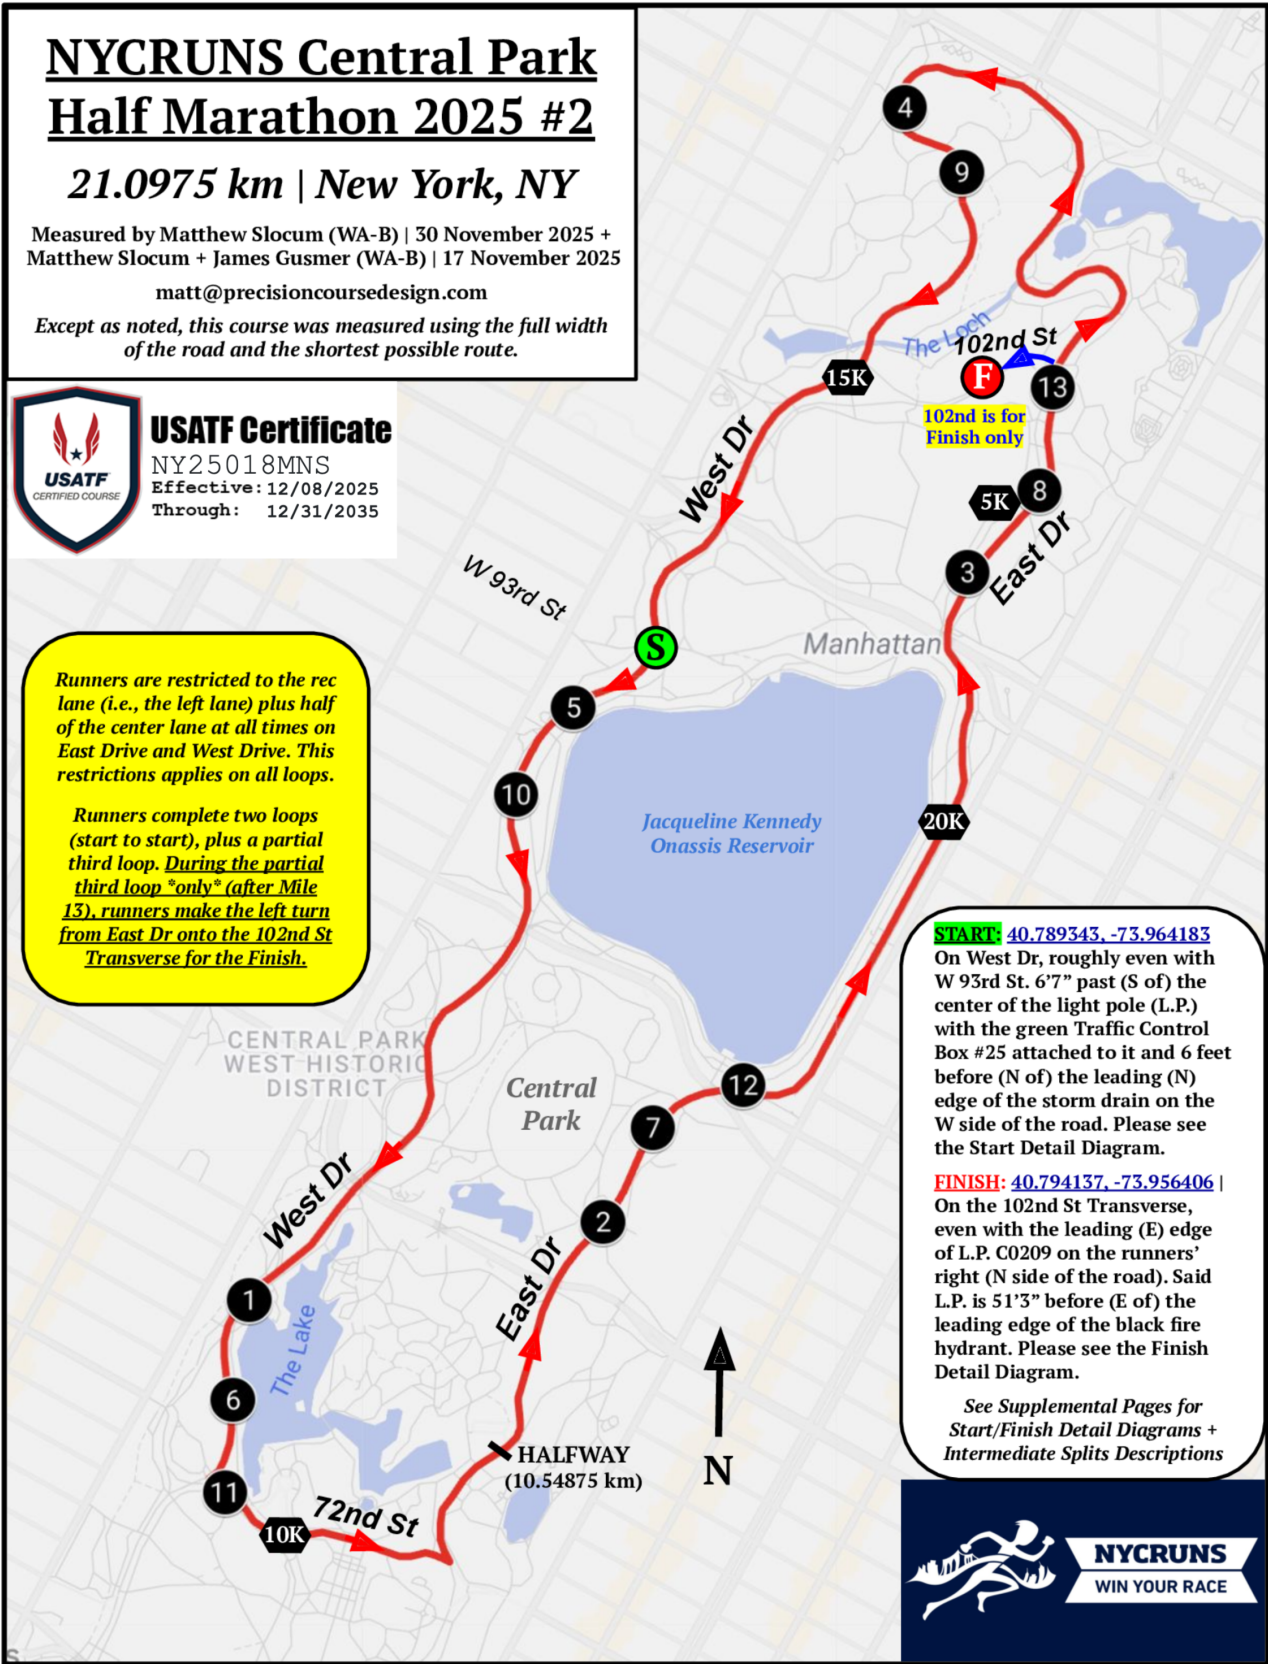 NYCRUNS Central Park
Half Marathon 2025 #2
21.0975 km | New York, NY
Measured by Matthew Slocum (WA-B) | 30 November 2025 +
Matthew Slocum + James Gusmer (WA-B) | 17 November 2025
matt@precisioncoursedesign.com
Except as noted, this course was measured using the full width
of the road and the shortest possible route.
USATF
CERTIFIED COURSE
USATF Certificate
NY25018MNS
Effective: 12/08/2025
Through: 12/31/2035
4
9
The Loch
102nd St
F
13
102nd is for
Finish only
15K
West Dr
8
5K
East Dr
3
W 93rd St
S
Manhattan
5
10
Jacqueline Kennedy
Onassis Reservoir
20K
Runners are restricted to the rec
lane (i.e., the left lane) plus half
of the center lane at all times on
East Drive and West Drive. This
restrictions applies on all loops.
Runners complete two loops
(start to start), plus a partial
third loop. During the partial
third loop *only* (after Mile
13), runners make the left turn
from East Dr onto the 102nd St
Transverse for the Finish.
CENTRAL PARK
WEST HISTORIC
DISTRICT
Central
Park
12
7
2
West Dr
East Dr
1
The Lake
6
11
10K
72nd St
HALFWAY
(10.54875 km)
N
START: 40.789343, -73.964183
On West Dr, roughly even with
W 93rd St. 6’7” past (S of) the
center of the light pole (L.P.)
with the green Traffic Control
Box #25 attached to it and 6 feet
before (N of) the leading (N)
edge of the storm drain on the
W side of the road. Please see
the Start Detail Diagram.
FINISH: 40.794137, -73.956406 |
On the 102nd St Transverse,
even with the leading (E) edge
of L.P. C0209 on the runners’
right (N side of the road). Said
L.P. is 51’3” before (E of) the
leading edge of the black fire
hydrant. Please see the Finish
Detail Diagram.
See Supplemental Pages for
Start/Finish Detail Diagrams +
Intermediate Splits Descriptions
NYCRUNS
WIN YOUR RACE